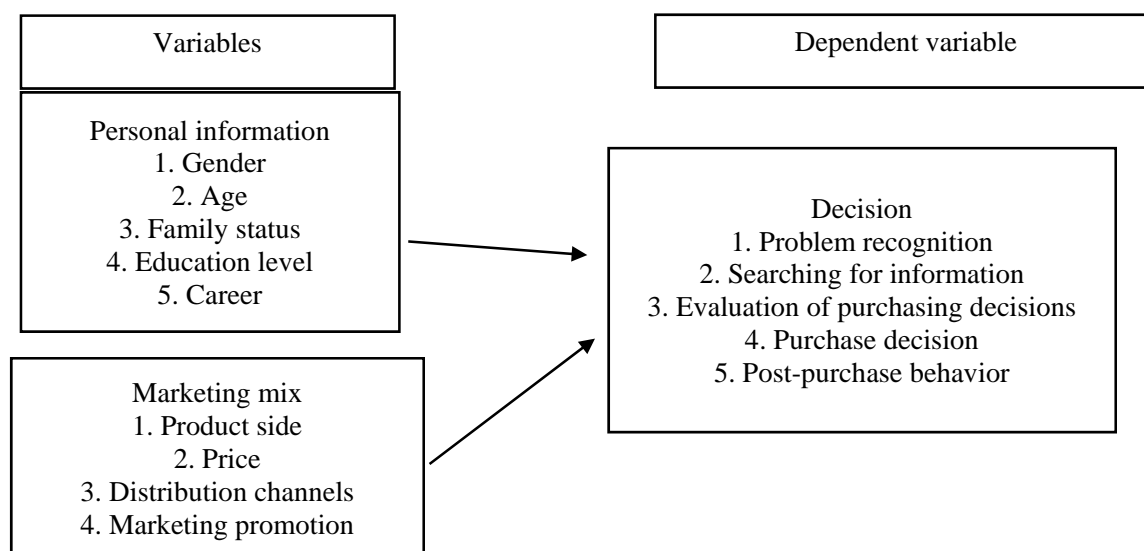 Variables
Dependent variable
Personal information
1. Gender
2. Age
3. Family status
4. Education level
5. Career
Marketing mix
1. Product side
2. Price
3. Distribution channels
4. Marketing promotion
Decision
1. Problem recognition
2. Searching for information
3. Evaluation of purchasing decisions
4. Purchase decision
5. Post-purchase behavior